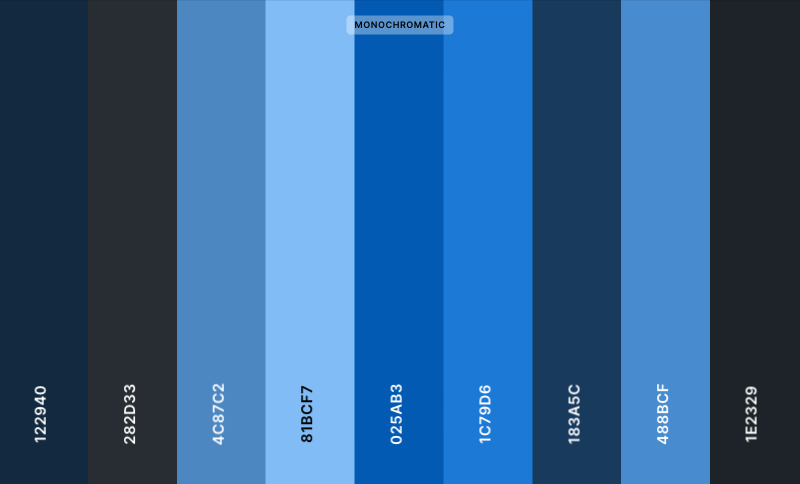 MONOCHROMATIC
122940
282D33
4C87C2
81BCF7
025AB3
1C79D6
183A5C
488BCF
1E2329